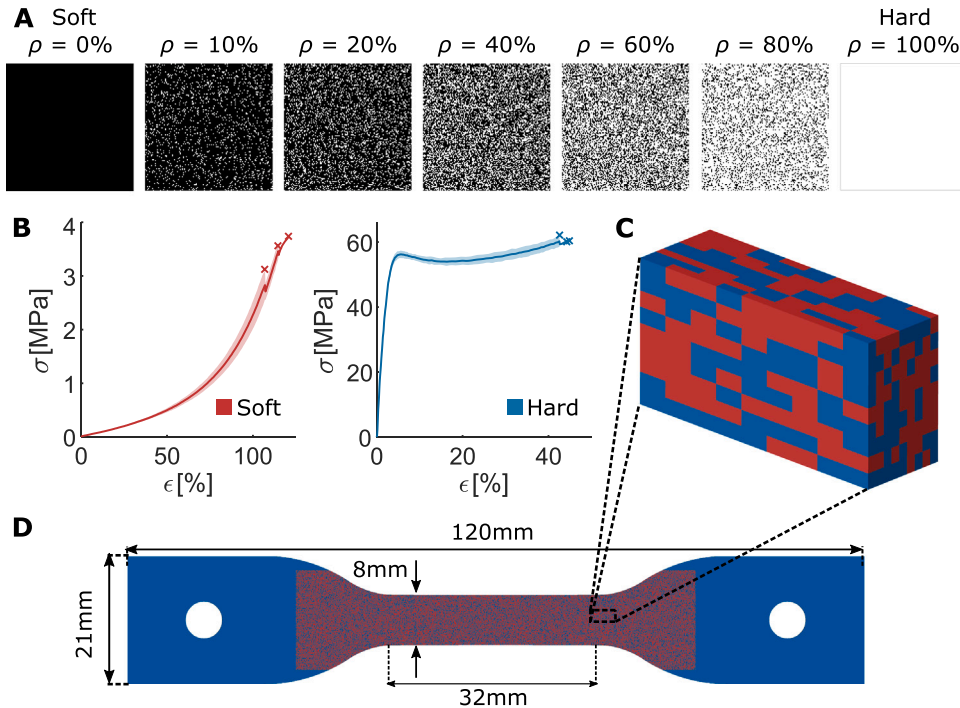 A
Soft
Hard
ρ = 0%
ρ = 10%
ρ = 20%
ρ = 40%
ρ = 60%
ρ = 80%
ρ = 100%
B
4
3
2
1
0
σ[MPa]
0
50
100
ϵ[%]
Soft
60
40
20
0
σ[MPa]
0
20
40
ϵ[%]
Hard
C
D
120mm
8mm
21mm
32mm